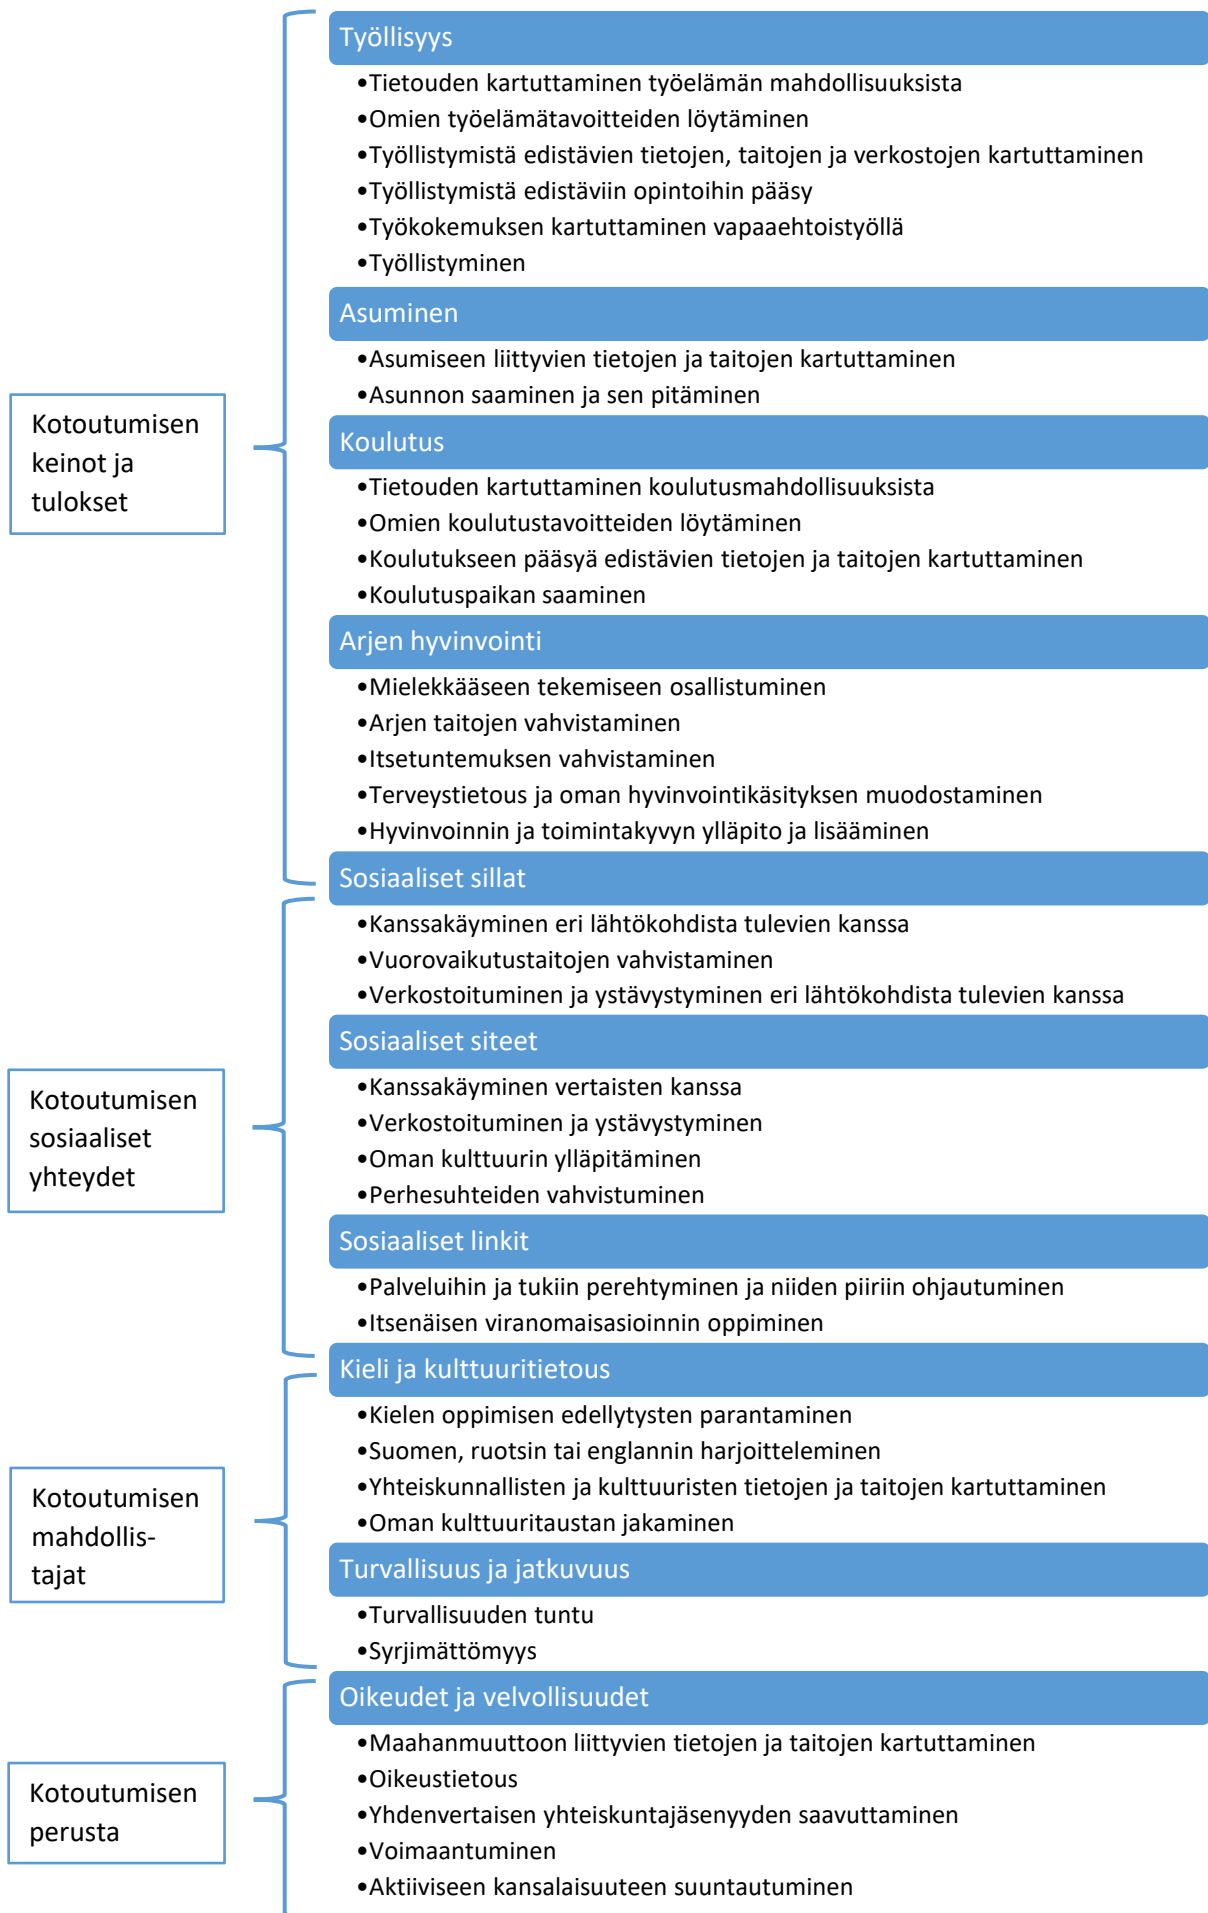 Työllisyys
•Tietouden kartuttaminen työelämän mahdollisuuksista
•Omien työelämätavoitteiden löytäminen
•Työllistymistä edistävien tietojen, taitojen ja verkostojen kartuttaminen
•Työllistymistä edistäviin opintoihin pääsy
•Työkokemuksen kartuttaminen vapaaehtoistyöllä
•Työllistyminen
Asuminen
•Asumiseen liittyvien tietojen ja taitojen kartuttaminen
•Asunnon saaminen ja sen pitäminen
Kotoutumisen
keinot ja
tulokset
Koulutus
•Tietouden kartuttaminen koulutusmahdollisuuksista
•Omien koulutustavoitteiden löytäminen
•Koulutukseen pääsyä edistävien tietojen ja taitojen kartuttaminen
•Koulutuspaikan saaminen
Arjen hyvinvointi
•Mielekkääseen tekemiseen osallistuminen
•Arjen taitojen vahvistaminen
•Itsetuntemuksen vahvistaminen
•Terveystietous ja oman hyvinvointikäsityksen muodostaminen
•Hyvinvoinnin ja toimintakyvyn ylläpito ja lisääminen
Sosiaaliset sillat
•Kanssakäyminen eri lähtökohdista tulevien kanssa
•Vuorovaikutustaitojen vahvistaminen
•Verkostoituminen ja ystävystyminen eri lähtökohdista tulevien kanssa
Kotoutumisen
sosiaaliset
yhteydet
Sosiaaliset siteet
•Kanssakäyminen vertaisten kanssa
•Verkostoituminen ja ystävystyminen
•Oman kulttuurin ylläpitäminen
•Perhesuhteiden vahvistuminen
Sosiaaliset linkit
•Palveluihin ja tukiin perehtyminen ja niiden piiriin ohjautuminen
•Itsenäisen viranomaisasioinnin oppiminen
Kieli ja kulttuuritietous
•Kielen oppimisen edellytysten parantaminen
•Suomen, ruotsin tai englannin harjoitteleminen
•Yhteiskunnallisten ja kulttuuristen tietojen ja taitojen kartuttaminen
•Oman kulttuuritaustan jakaminen
Kotoutumisen
mahdollis-
tajat
Turvallisuus ja jatkuvuus
•Turvallisuuden tuntu
•Syrjimättömyys
Oikeudet ja velvollisuudet
•Maahanmuuttoon liittyvien tietojen ja taitojen kartuttaminen
•Oikeustietous
•Yhdenvertaisen yhteiskuntajäsenyyden saavuttaminen
•Voimaantuminen
•Aktiiviseen kansalaisuuteen suuntautuminen
Kotoutumisen
perusta